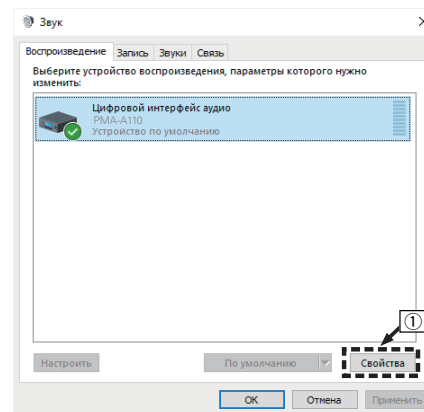 Звук
Воспроизведение Запись Звуки Связь
Выберите устройство воспроизведения, параметры которого нужно
изменить:
Цифровой интерфейс аудио
PMA-A110
Устройство по умолчанию
①
Настроить По умолчанию Свойства
OK Отмена Применить